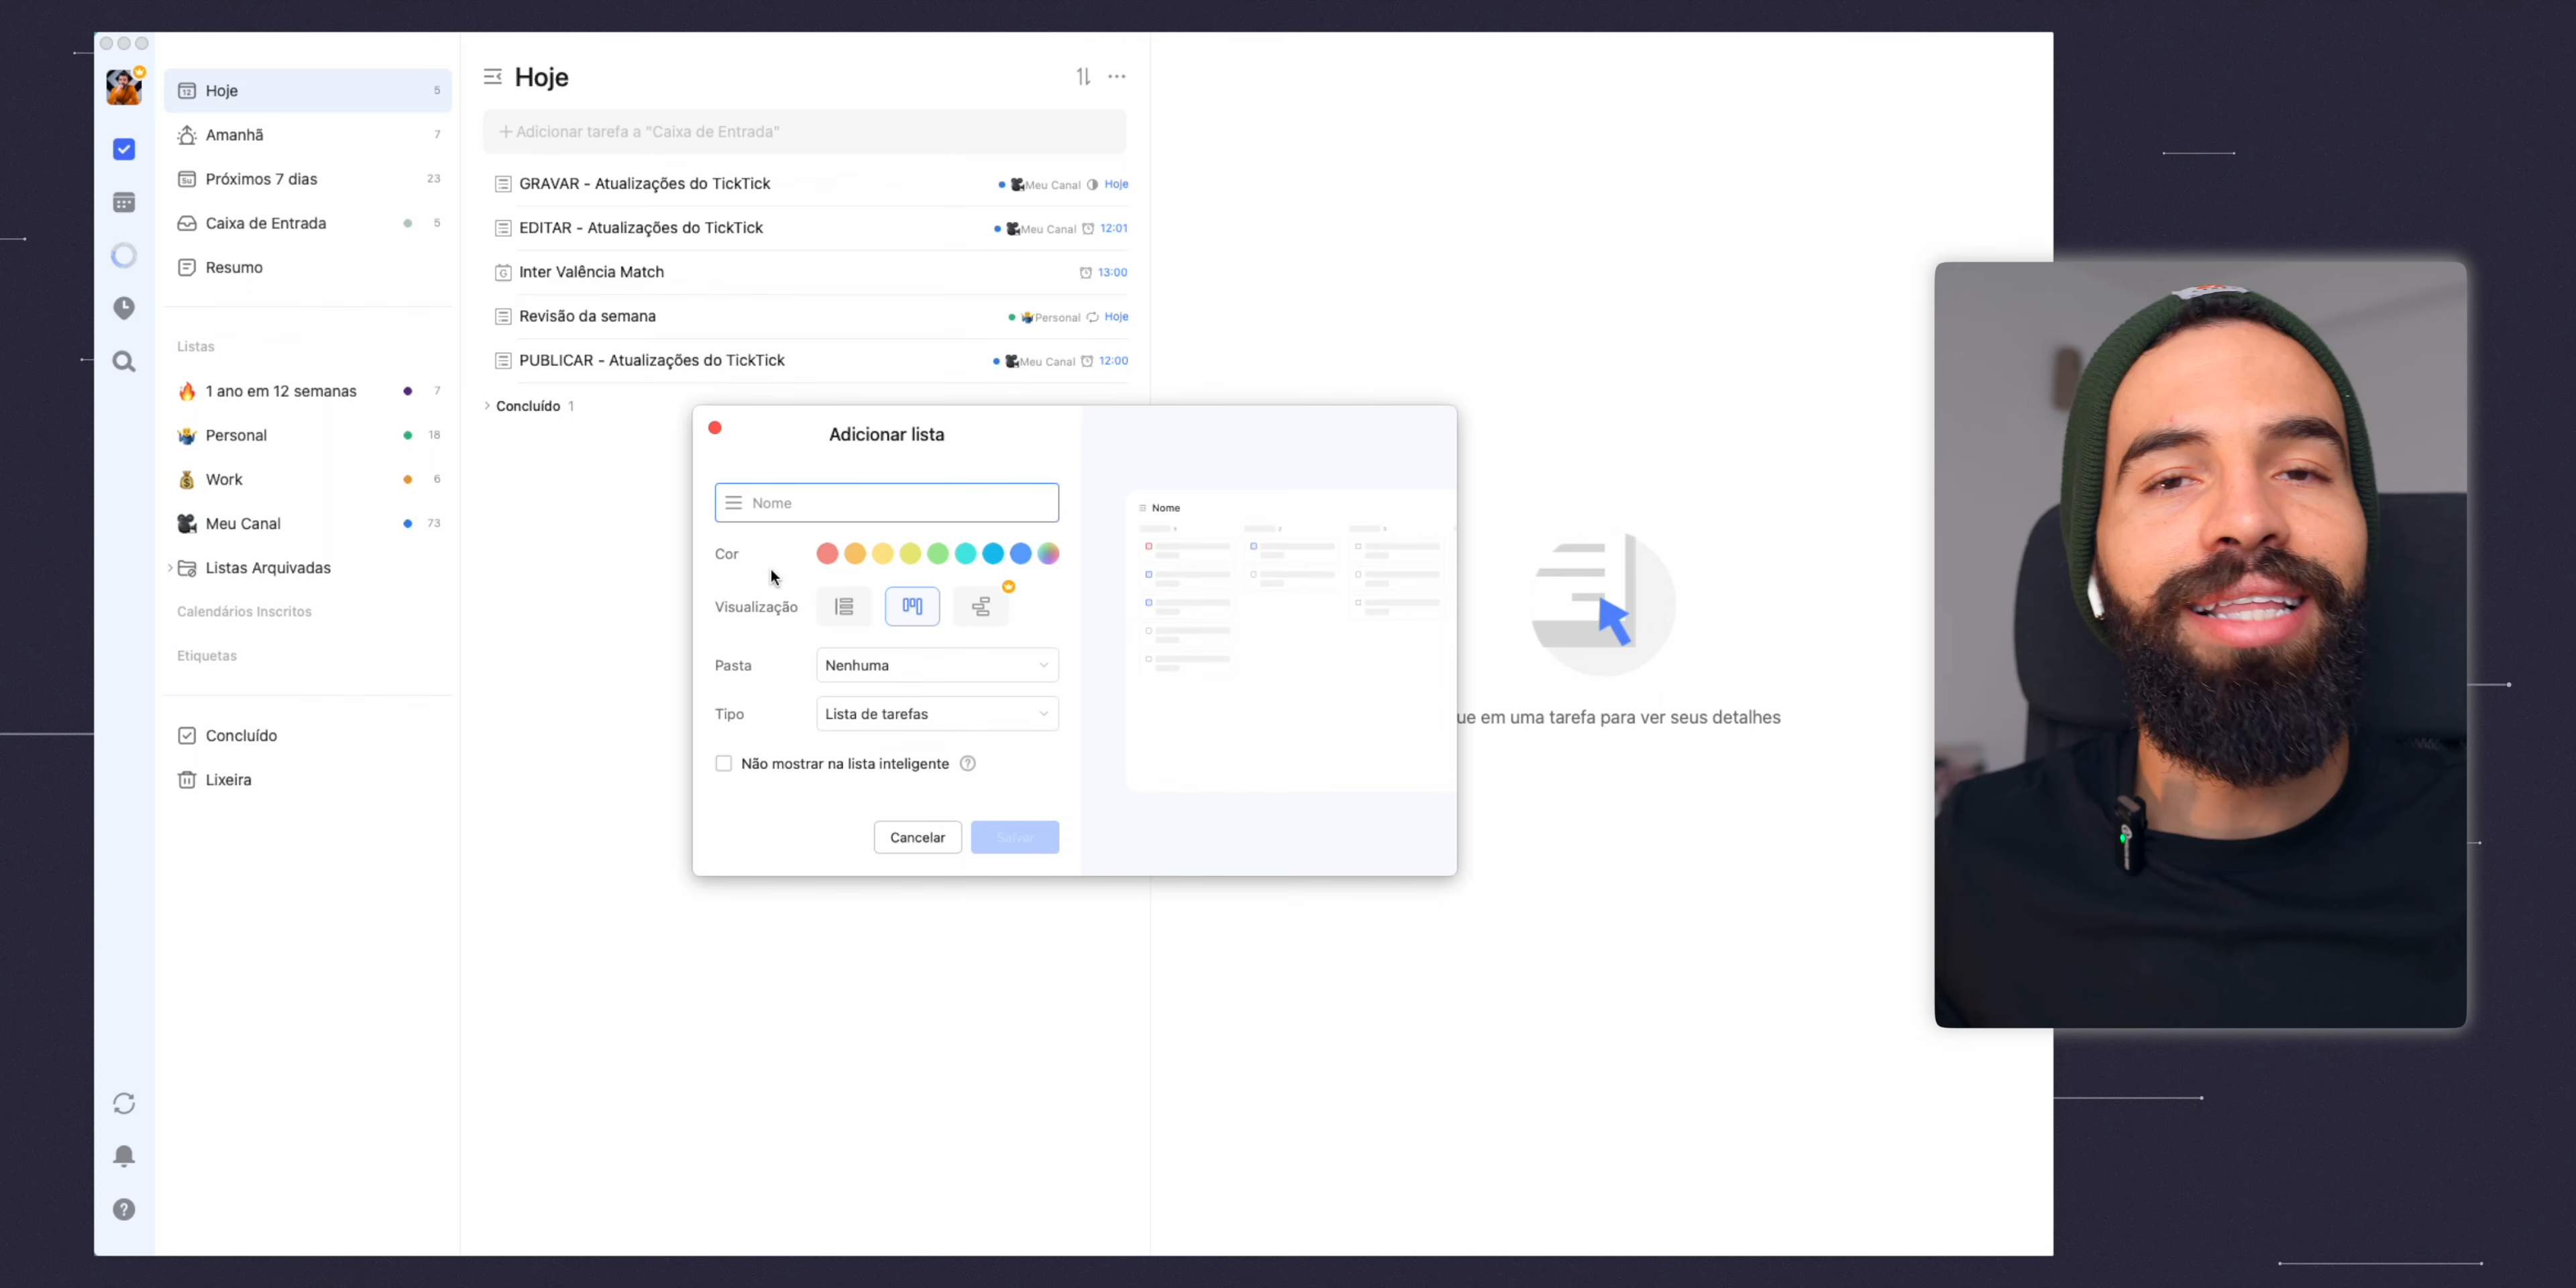 Hoje 5
Amanhã 7
Próximos 7 dias 23
Caixa de Entrada 5
Resumo
Listas
1 ano em 12 semanas 7
Personal 18
Work 6
Meu Canal 73
Listas Arquivadas
Calendários Inscritos
Etiquetas
Concluído
Lixeira
Hoje
+ Adicionar tarefa a "Caixa de Entrada"
GRAVAR - Atualizações do TickTick Meu Canal Hoje
EDITAR - Atualizações do TickTick Meu Canal 12:01
Inter Valência Match 13:00
Revisão da semana Personal Hoje
PUBLICAR - Atualizações do TickTick Meu Canal 12:00
Concluído 1
Adicionar lista
Nome
Cor
Visualização
Pasta Nenhuma
Tipo Lista de tarefas
Não mostrar na lista inteligente
Cancelar Salvar
Nome
ue em uma tarefa para ver seus detalhes